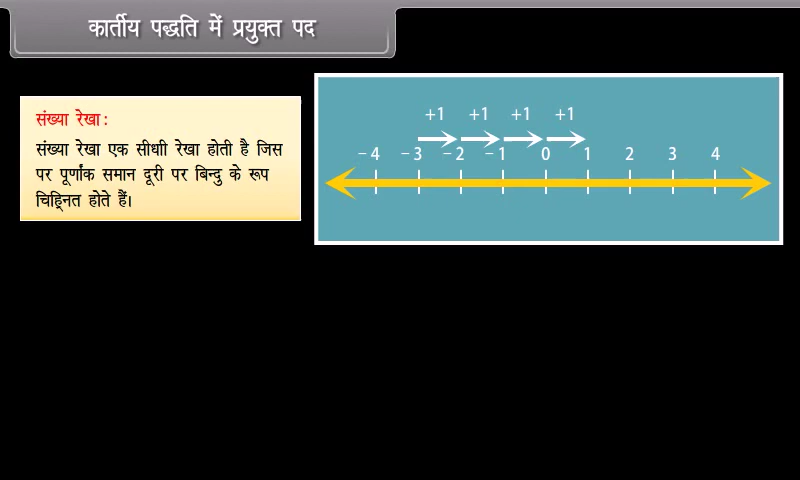 कार्तीय पद्धति में प्रयुक्त पद
संख्या रेखा:
संख्या रेखा एक सीधाी रेखा होती है जिस
पर पूर्णांक समान दूरी पर बिन्दु के रूप
चिह्नित होते हैं।
+1 +1 +1 +1
−4 −3 −2 −1 0 1 2 3 4